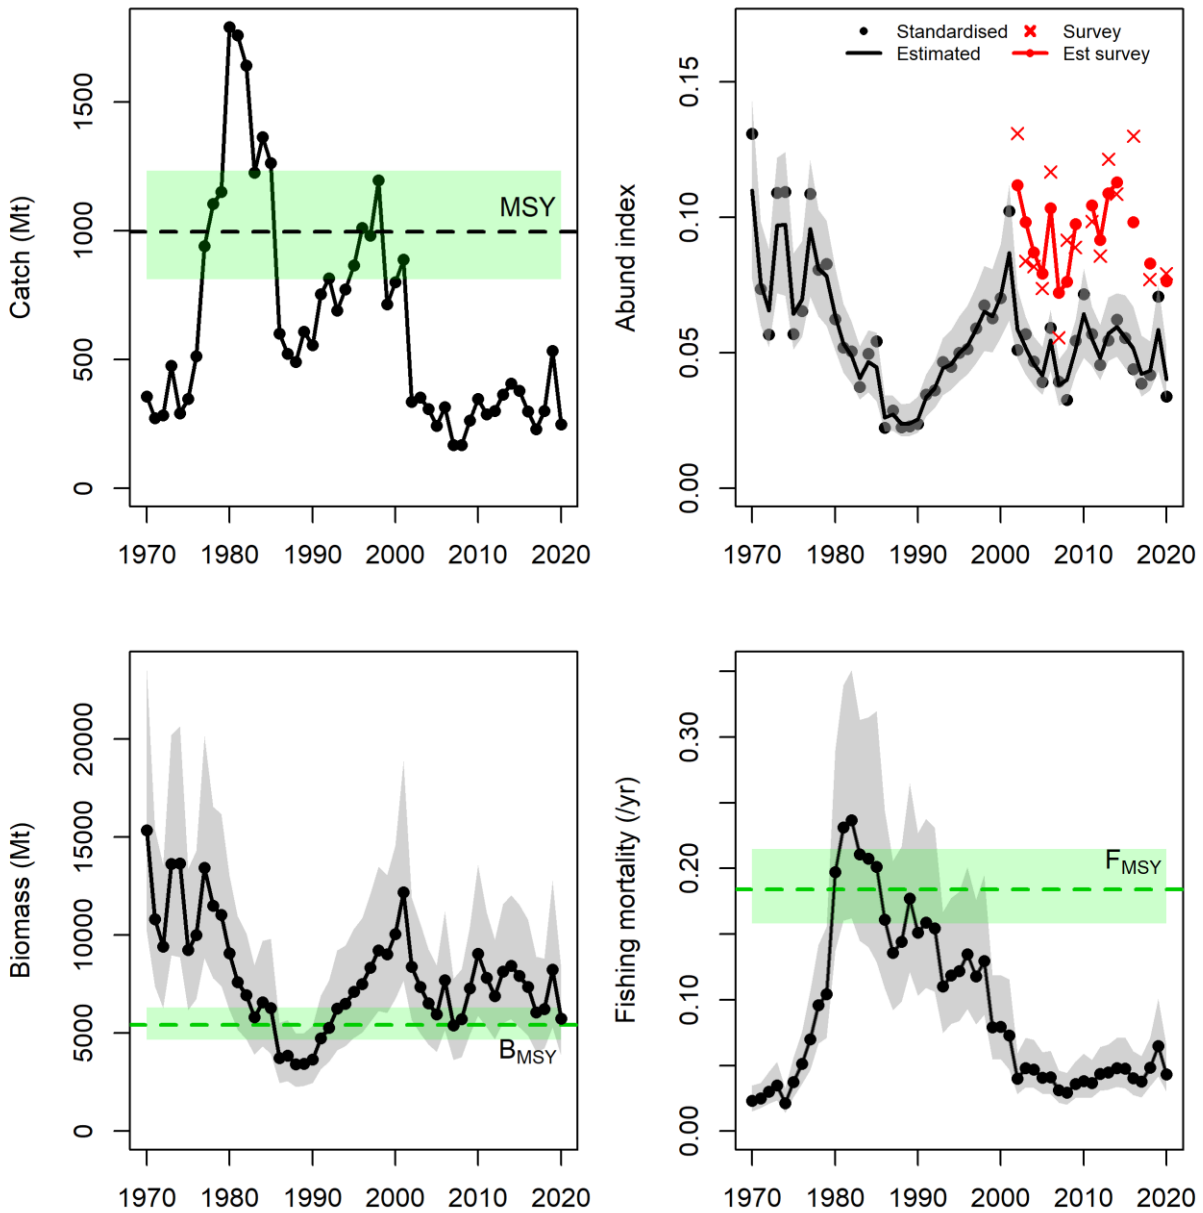 Catch (Mt)
0
500
1000
1500
MSY
1970 1980 1990 2000 2010 2020
Abund index
0.00
0.05
0.10
0.15
Standardised
Estimated
Survey
Est survey
1970 1980 1990 2000 2010 2020
Biomass (Mt)
0
5000
10000
15000
20000
BMSY
1970 1980 1990 2000 2010 2020
Fishing mortality (/yr)
0.00
0.10
0.20
0.30
FMSY
1970 1980 1990 2000 2010 2020